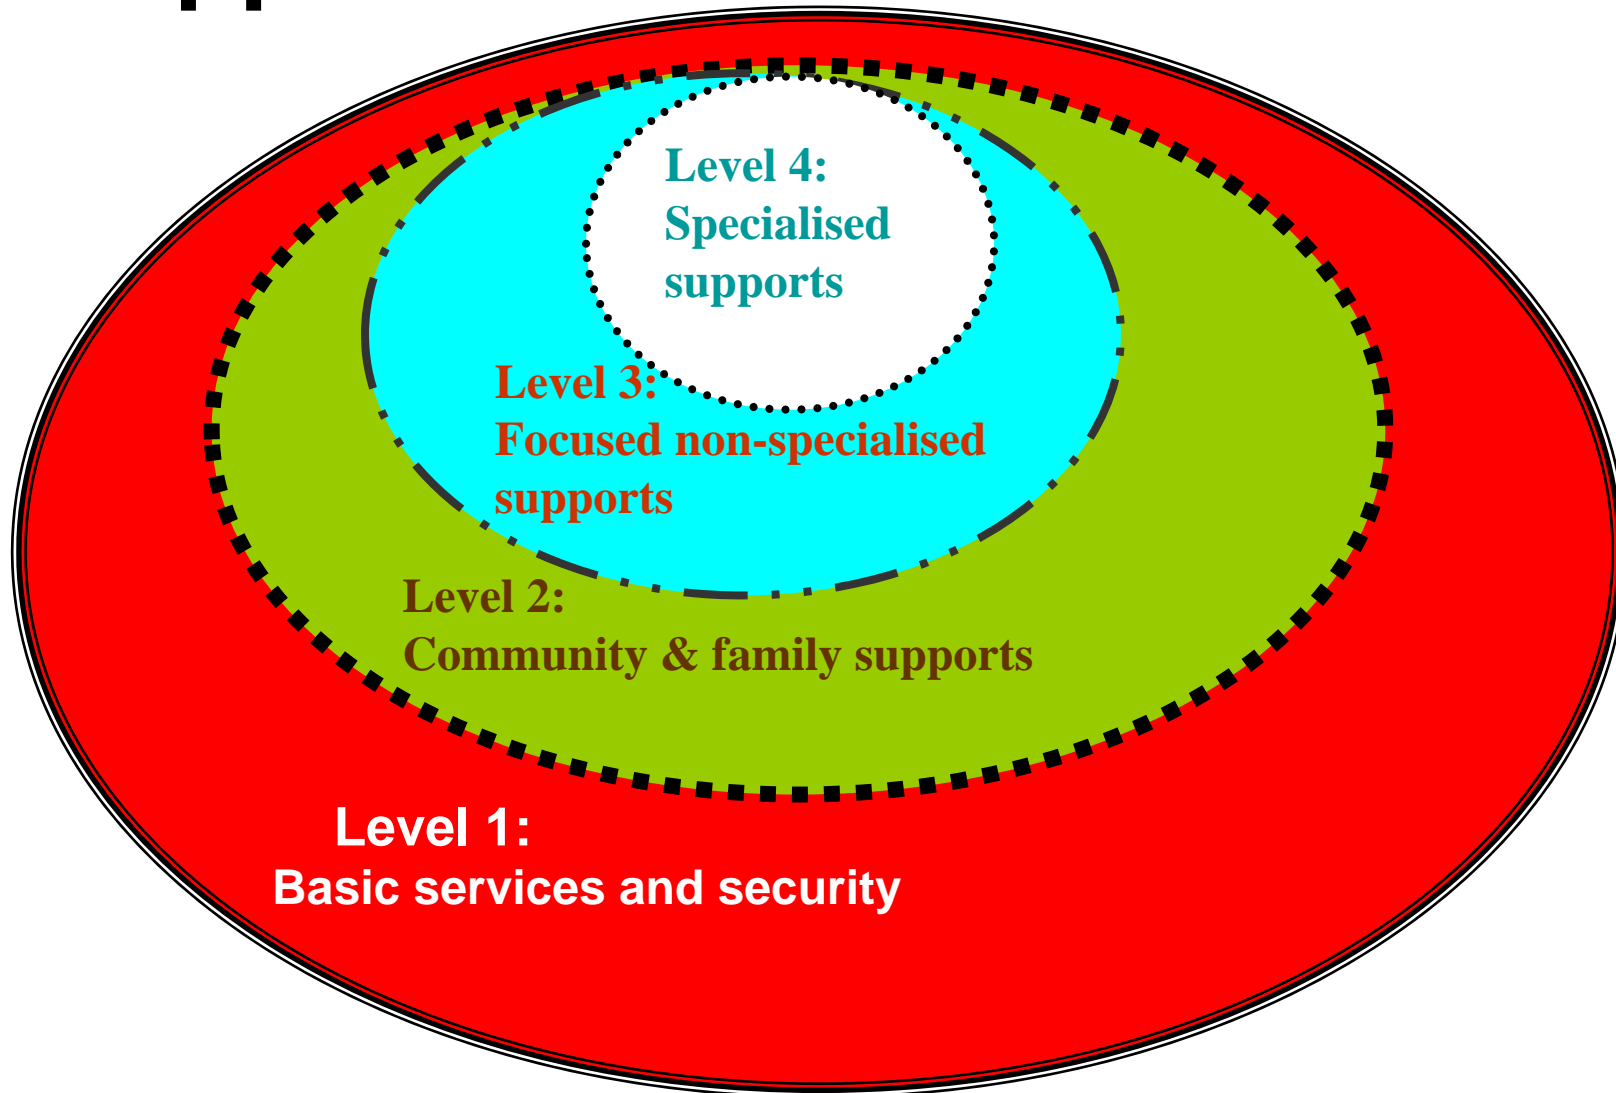 Level 4:
Specialised
supports
Level 3:
Focused non-specialised
supports
Level 2:
Community & family supports
Level 1:
Basic services and security